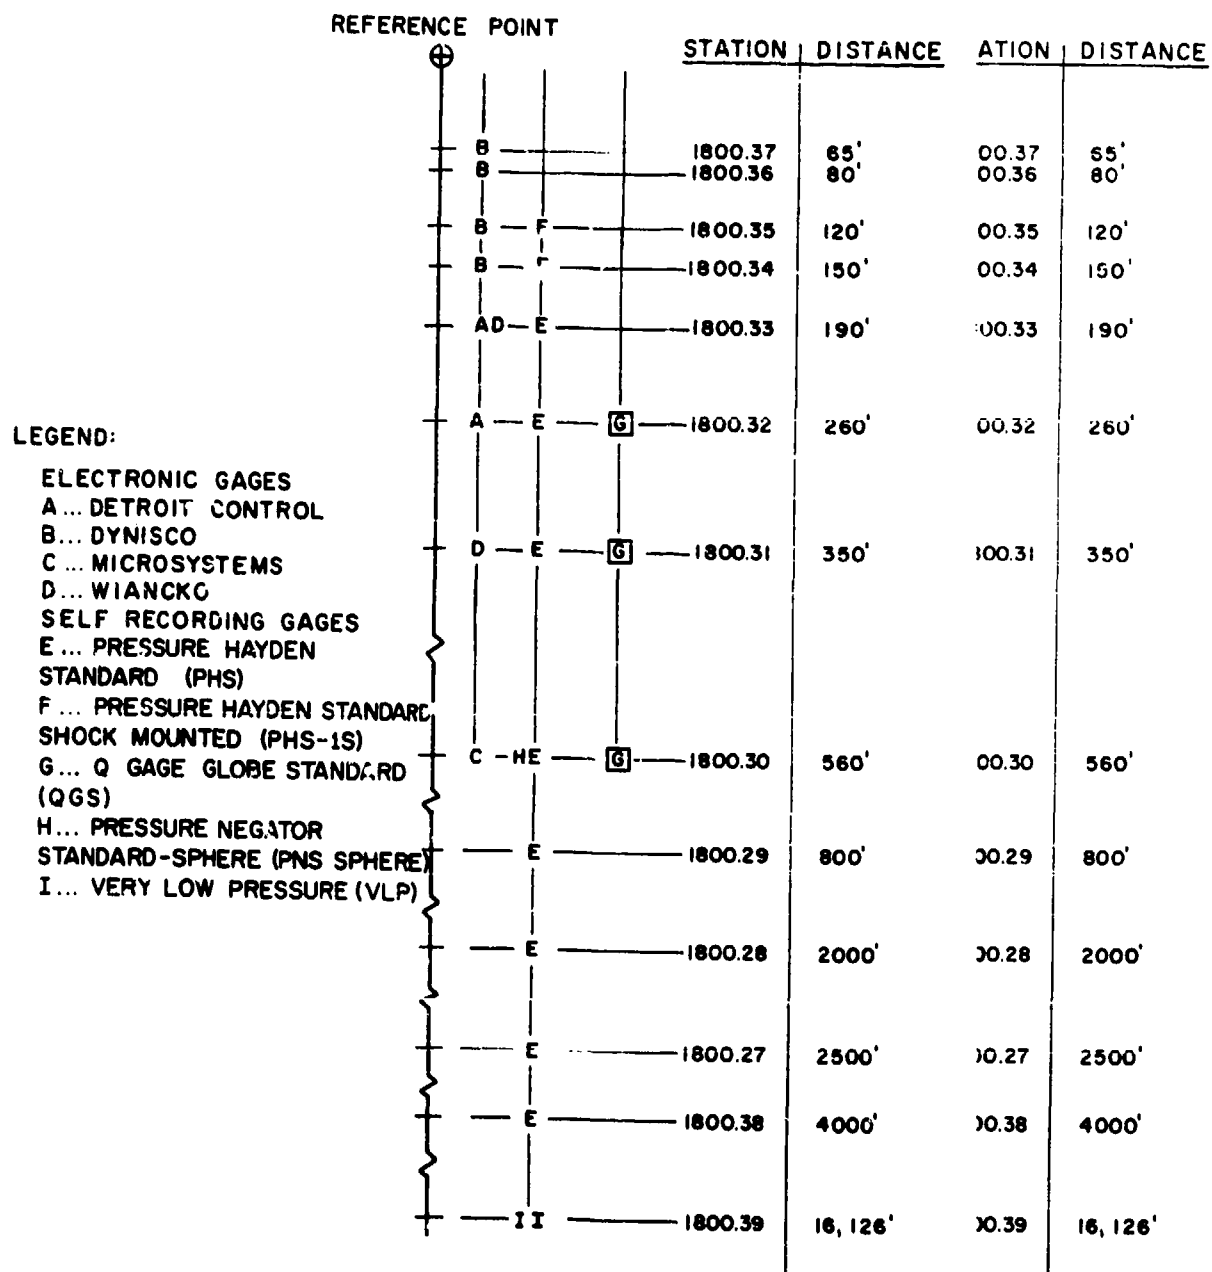 REFERENCE POINT
STATION DISTANCE ATION DISTANCE
B 1800.37 65' 00.37 65'
B 1800.36 80' 00.36 80'
B F 1800.35 120' 00.35 120'
B 1800.34 150' 00.34 150'
AD E 1800.33 190' 00.33 190'
A E G 1800.32 260' 00.32 260'
LEGEND:
ELECTRONIC GAGES
A... DETROIT CONTROL
B... DYNISCO
C... MICROSYSTEMS
D... WIANCKO
SELF RECORDING GAGES
E... PRESSURE HAYDEN
STANDARD (PHS)
F... PRESSURE HAYDEN STANDARD
SHOCK MOUNTED (PHS-1S)
G... Q GAGE GLOBE STANDARD
(QGS)
H... PRESSURE NEGATOR
STANDARD-SPHERE (PNS SPHERE)
I... VERY LOW PRESSURE (VLP)
D E G 1800.31 350' 00.31 350'
C HE G 1800.30 560' 00.30 560'
E 1800.29 800' 00.29 800'
E 1800.28 2000' 00.28 2000'
E 1800.27 2500' 00.27 2500'
E 1800.38 4000' 00.38 4000'
II 1800.39 16,126' 00.39 16,126'